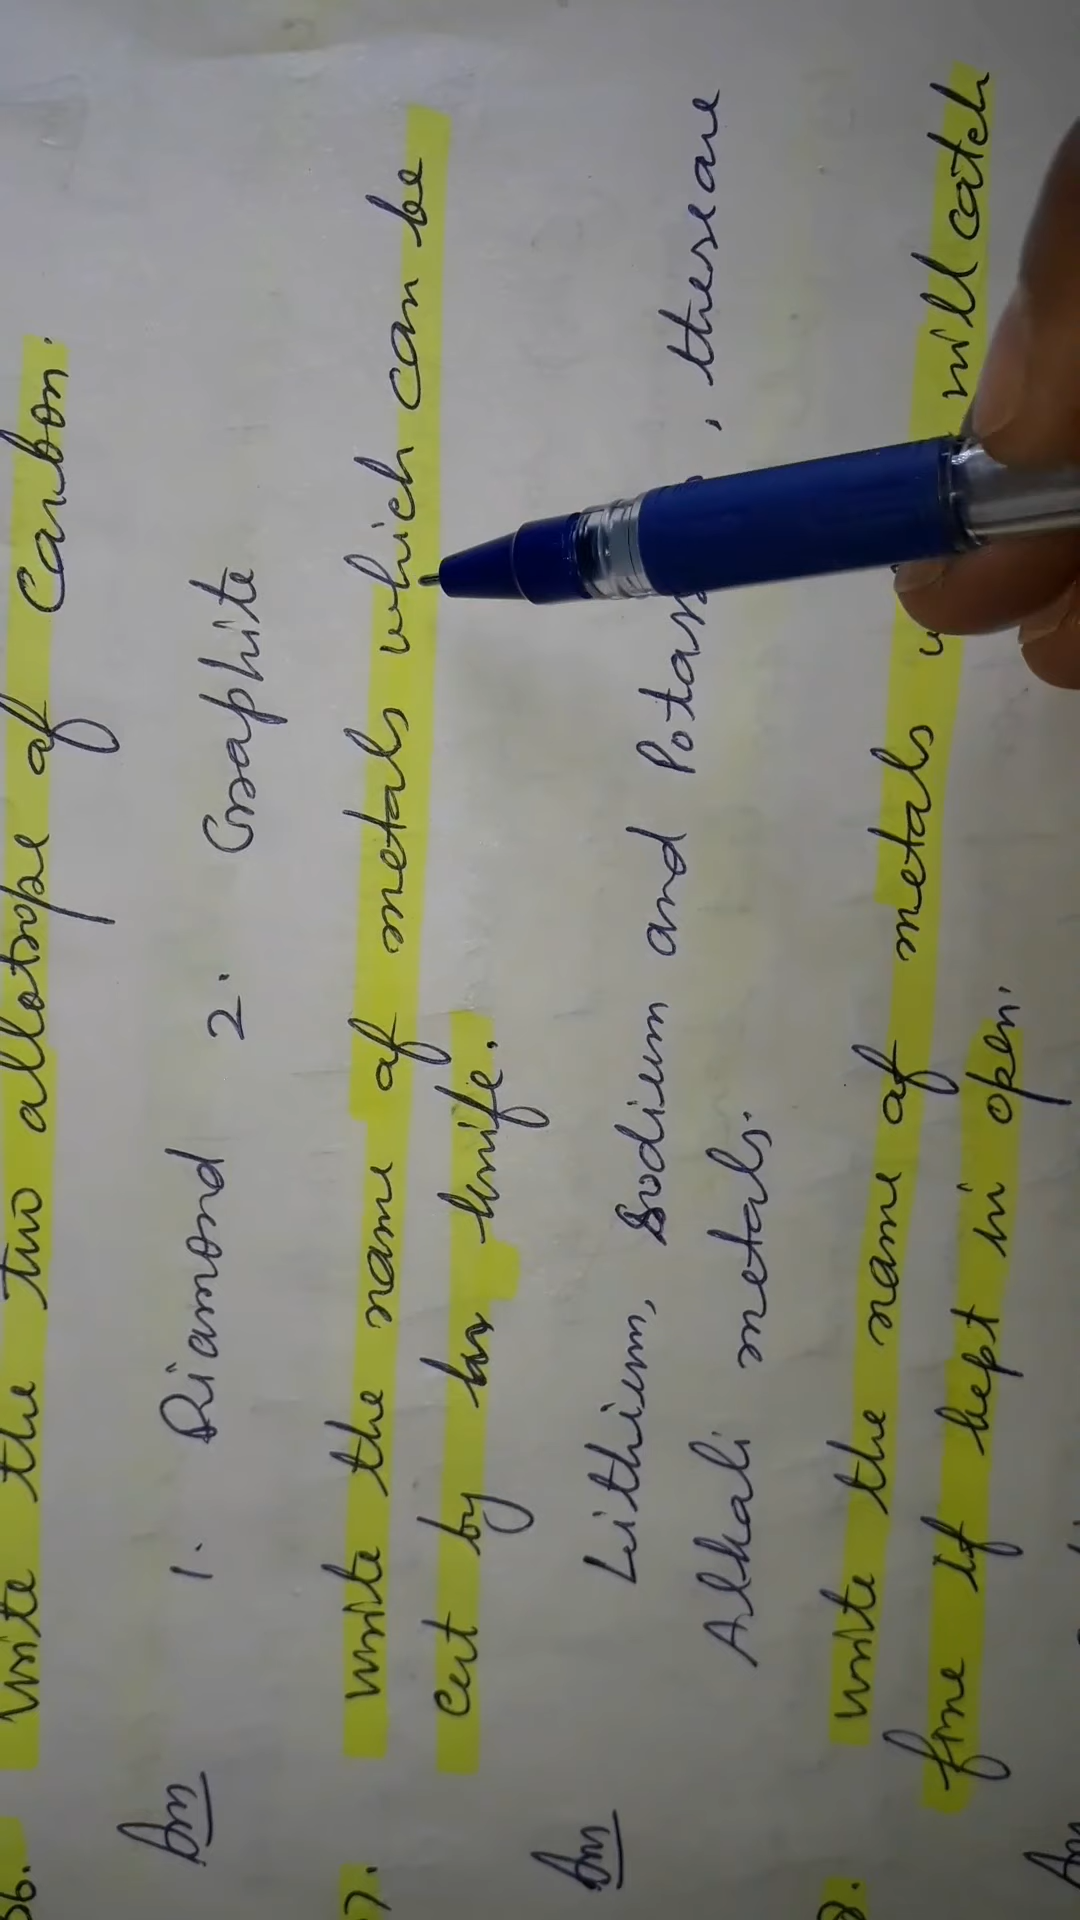 36. Write the two allotrope of Carbon.
Ans 1. Diamond 2. Graphite
7. Write the name of metals which can be
Cut by knife.
Ans Lithium, Sodium and , these are
Alkali metals.
8. Write the name of metals will catch
fire if kept in open.
Ans